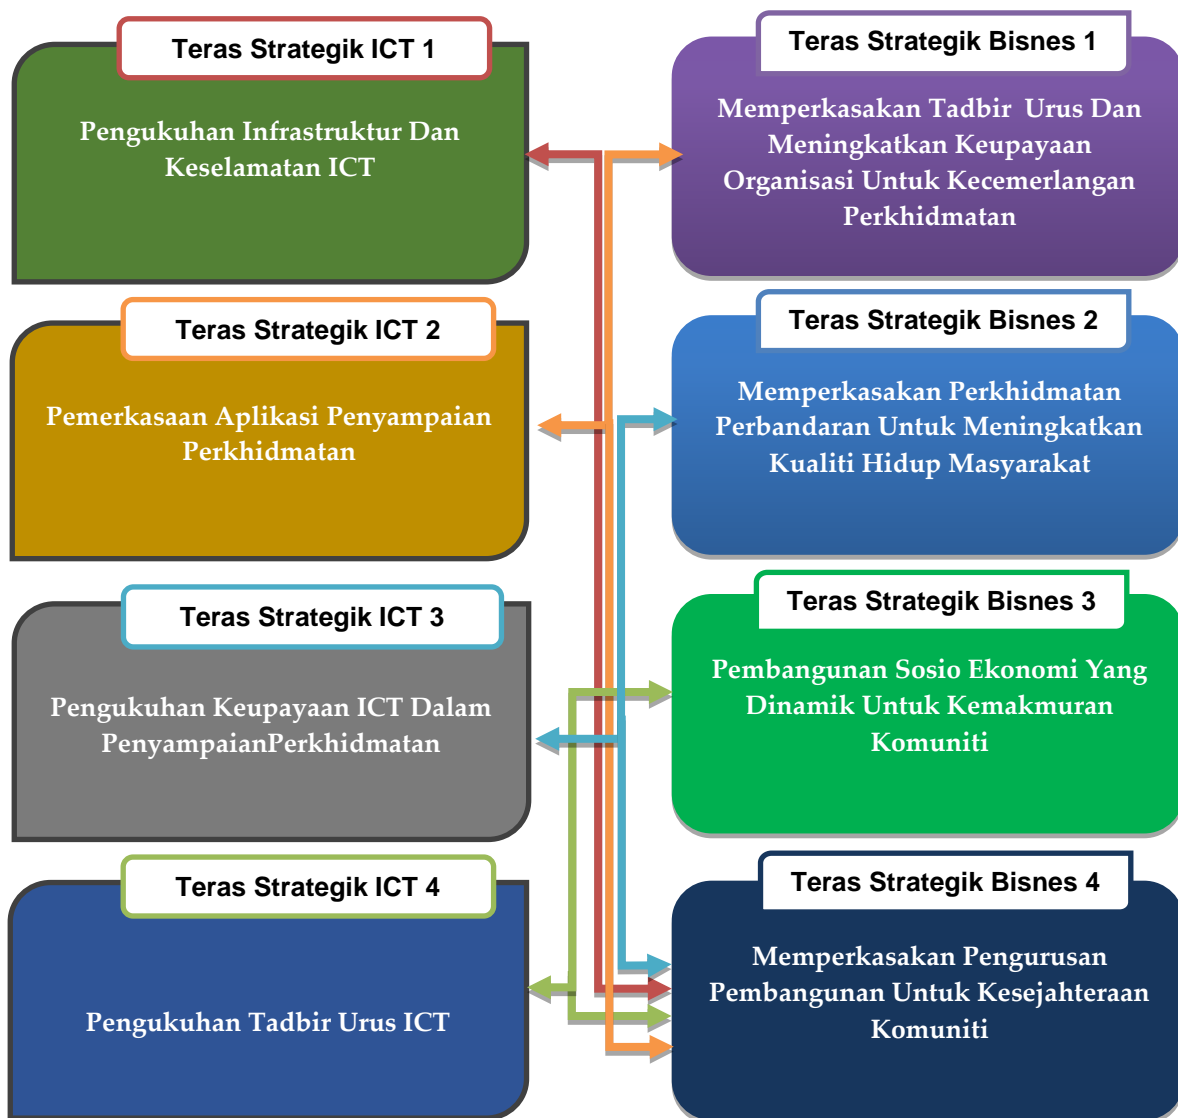 Teras Strategik ICT 1
Pengukuhan Infrastruktur Dan
Keselamatan ICT
Teras Strategik Bisnes 1
Memperkasakan Tadbir Urus Dan
Meningkatkan Keupayaan
Organisasi Untuk Kecemerlangan
Perkhidmatan
Teras Strategik ICT 2
Pemerkasaan Aplikasi Penyampaian
Perkhidmatan
Teras Strategik Bisnes 2
Memperkasakan Perkhidmatan
Perbandaran Untuk Meningkatkan
Kualiti Hidup Masyarakat
Teras Strategik ICT 3
Pengukuhan Keupayaan ICT Dalam
PenyampaianPerkhidmatan
Teras Strategik Bisnes 3
Pembangunan Sosio Ekonomi Yang
Dinamik Untuk Kemakmuran
Komuniti
Teras Strategik ICT 4
Pengukuhan Tadbir Urus ICT
Teras Strategik Bisnes 4
Memperkasakan Pengurusan
Pembangunan Untuk Kesejahteraan
Komuniti